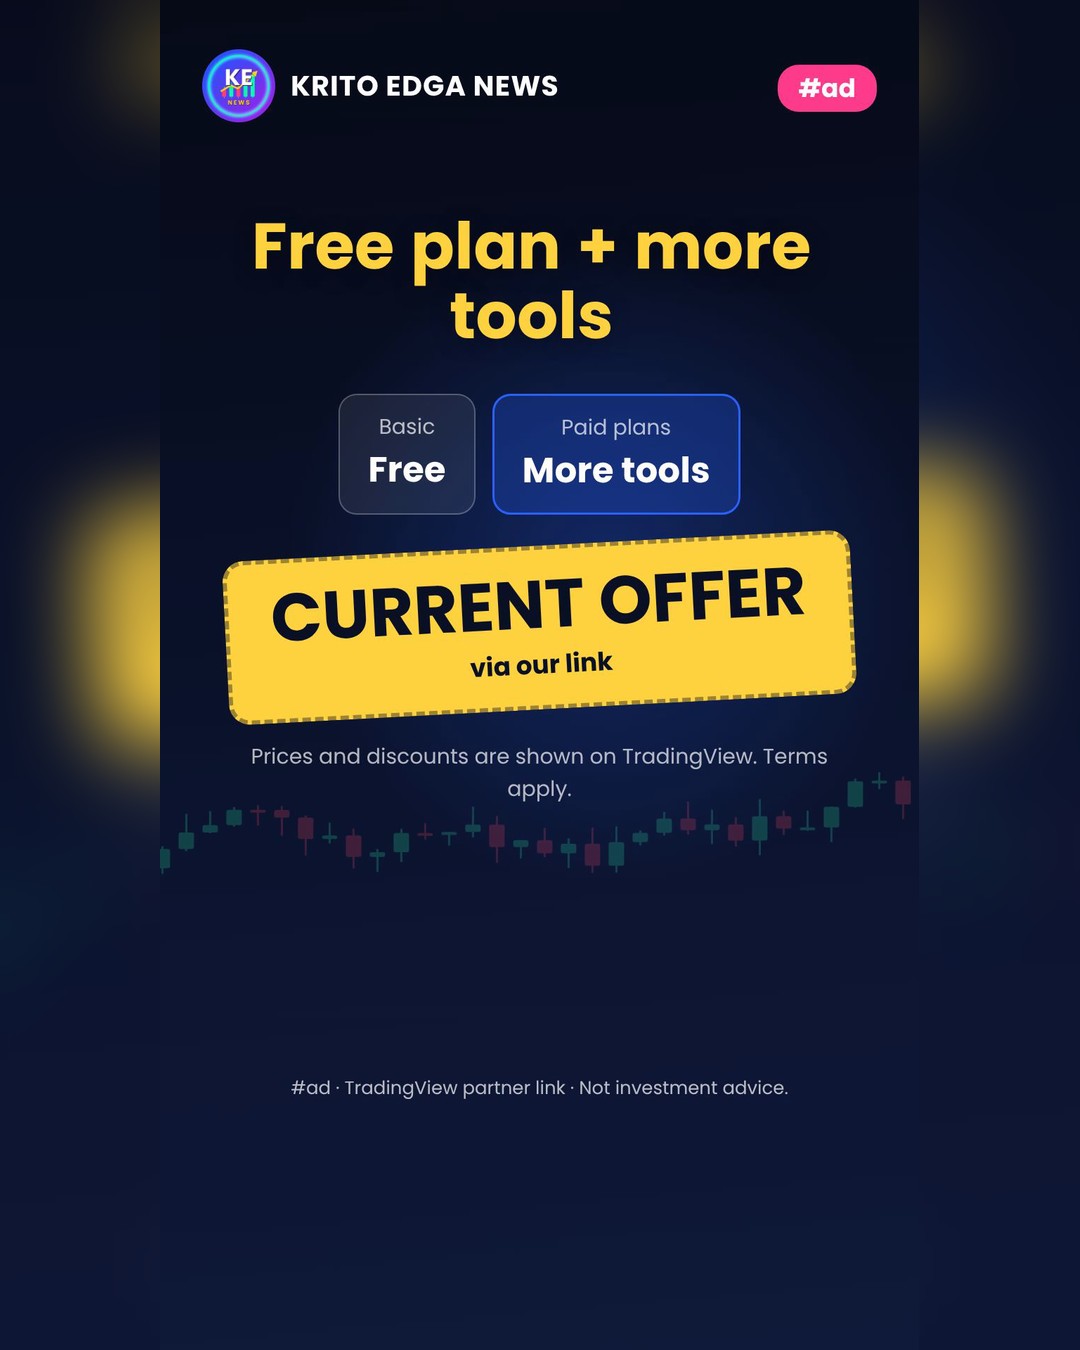 KE
NEWS
KRITO EDGA NEWS
#ad
Free plan + more
tools
Basic
Free
Paid plans
More tools
CURRENT OFFER
via our link
Prices and discounts are shown on TradingView. Terms
apply.
#ad · TradingView partner link · Not investment advice.